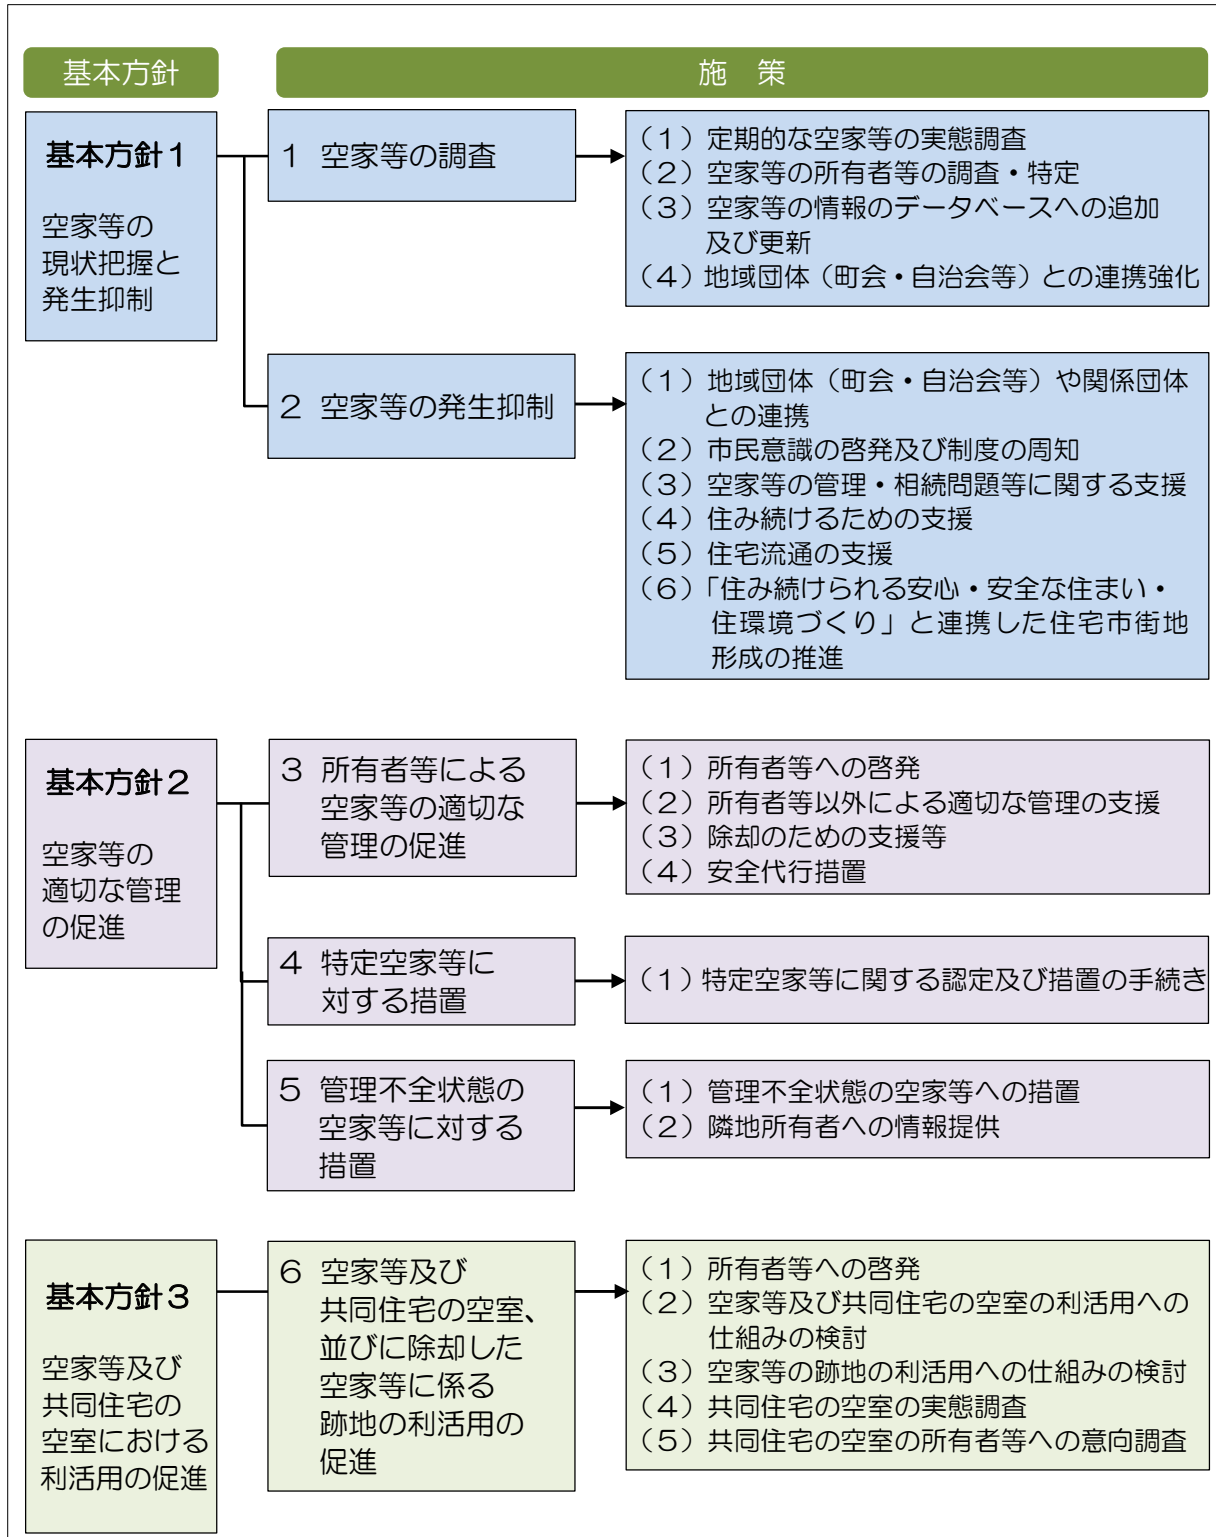 基本方針
施　策
基本方針１
空家等の
現状把握と
発生抑制
１ 空家等の調査
（１）定期的な空家等の実態調査
（２）空家等の所有者等の調査・特定
（３）空家等の情報のデータベースへの追加
及び更新
（４）地域団体（町会・自治会等）との連携強化
２ 空家等の発生抑制
（１）地域団体（町会・自治会等）や関係団体
との連携
（２）市民意識の啓発及び制度の周知
（３）空家等の管理・相続問題等に関する支援
（４）住み続けるための支援
（５）住宅流通の支援
（６）「住み続けられる安心・安全な住まい・
住環境づくり」と連携した住宅市街地
形成の推進
基本方針２
空家等の
適切な管理
の促進
３ 所有者等による
空家等の適切な
管理の促進
（１）所有者等への啓発
（２）所有者等以外による適切な管理の支援
（３）除却のための支援等
（４）安全代行措置
４ 特定空家等に
対する措置
（１）特定空家等に関する認定及び措置の手続き
５ 管理不全状態の
空家等に対する
措置
（１）管理不全状態の空家等への措置
（２）隣地所有者への情報提供
基本方針３
空家等及び
共同住宅の
空室における
利活用の促進
６ 空家等及び
共同住宅の空室、
並びに除却した
空家等に係る
跡地の利活用の
促進
（１）所有者等への啓発
（２）空家等及び共同住宅の空室の利活用への
仕組みの検討
（３）空家等の跡地の利活用への仕組みの検討
（４）共同住宅の空室の実態調査
（５）共同住宅の空室の所有者等への意向調査